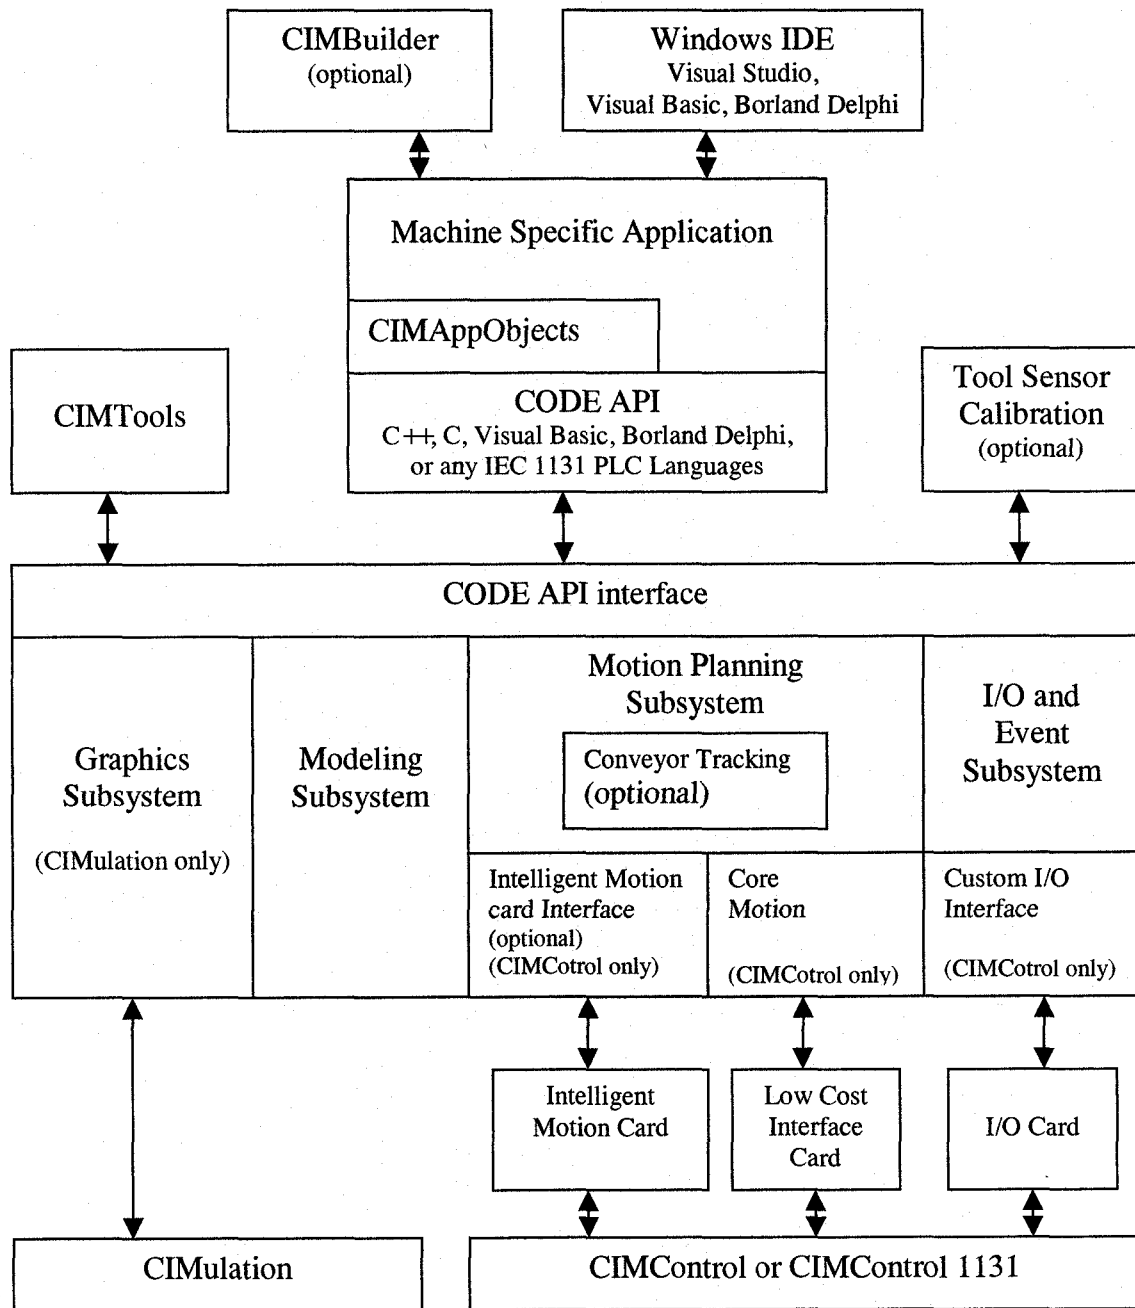 CIMBuilder
(optional)
Windows IDE
Visual Studio,
Visual Basic, Borland Delphi
Machine Specific Application
CIMAppObjects
CODE API
C++, C, Visual Basic, Borland Delphi,
or any IEC 1131 PLC Languages
CIMTools
Tool Sensor
Calibration
(optional)
CODE API interface
Graphics
Subsystem
(CIMulation only)
Modeling
Subsystem
Motion Planning
Subsystem
Conveyor Tracking
(optional)
I/O and
Event
Subsystem
Intelligent Motion
card Interface
(optional)
(CIMCotrol only)
Core
Motion
(CIMCotrol only)
Custom I/O
Interface
(CIMCotrol only)
Intelligent
Motion Card
Low Cost
Interface
Card
I/O Card
CIMulation
CIMControl or CIMControl 1131